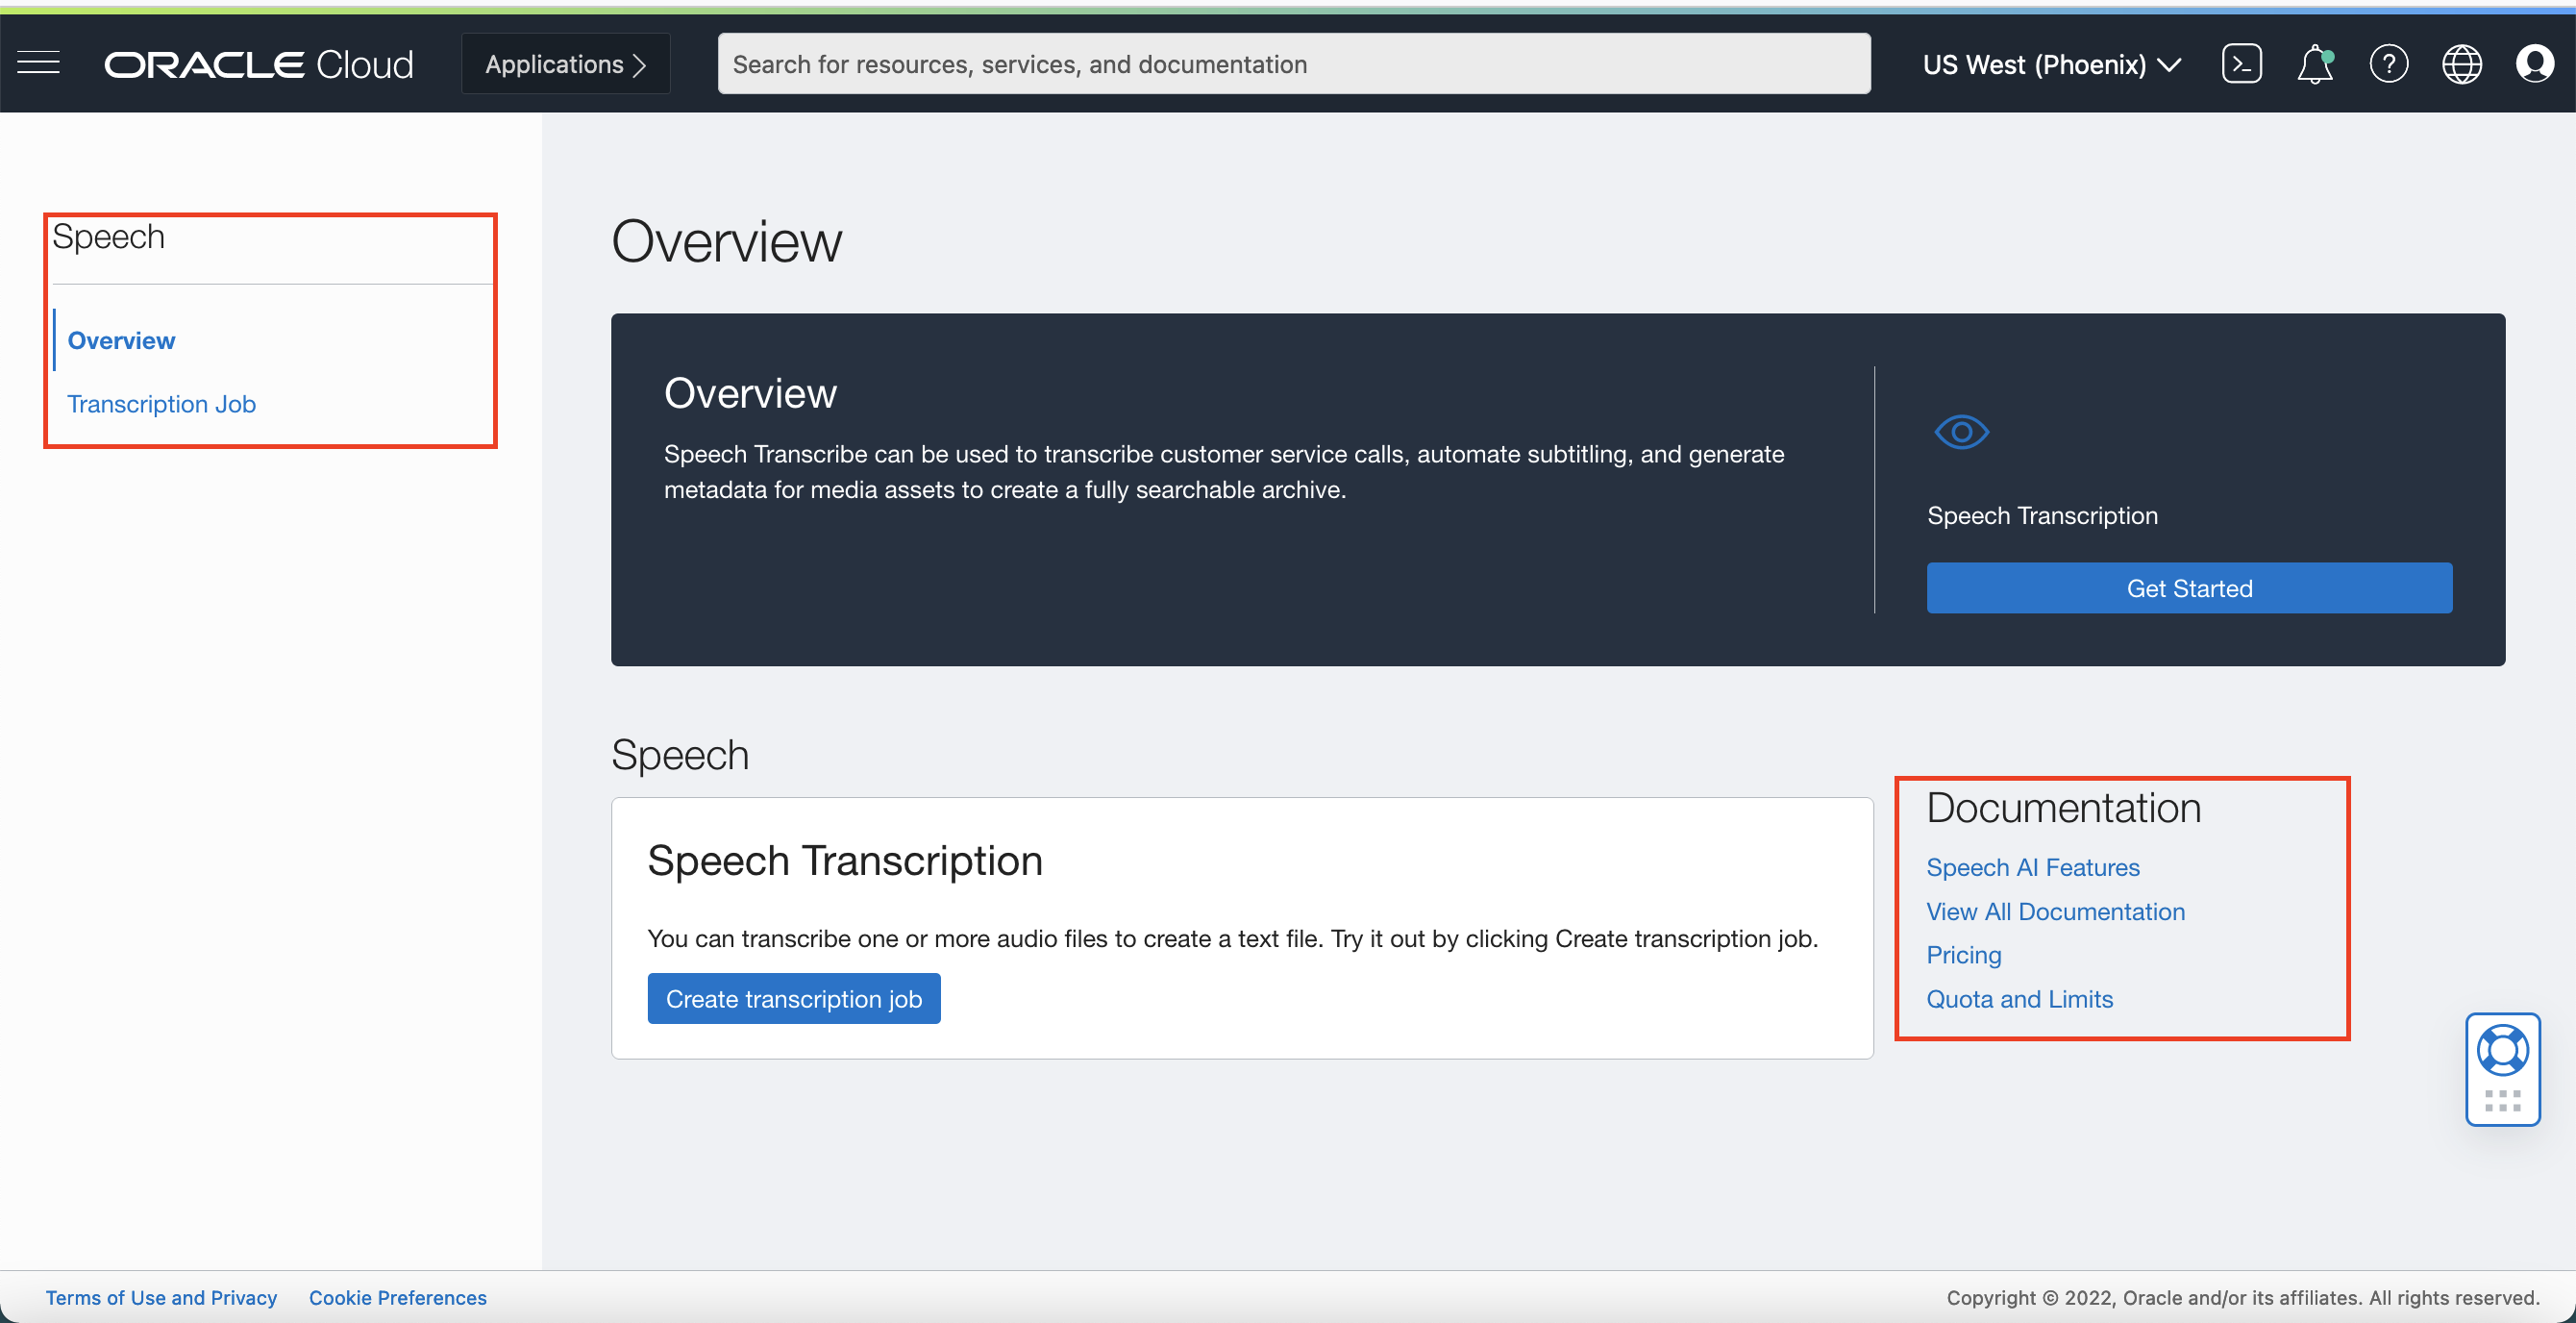 ORACLE Cloud
Applications
Search for resources, services, and documentation
US West (Phoenix)
Speech
Overview
Transcription Job
Overview
Overview
Speech Transcribe can be used to transcribe customer service calls, automate subtitling, and generate
metadata for media assets to create a fully searchable archive.
Speech Transcription
Get Started
Speech
Speech Transcription
You can transcribe one or more audio files to create a text file. Try it out by clicking Create transcription job.
Create transcription job
Documentation
Speech AI Features
View All Documentation
Pricing
Quota and Limits
Terms of Use and Privacy
Cookie Preferences
Copyright © 2022, Oracle and/or its affiliates. All rights reserved.